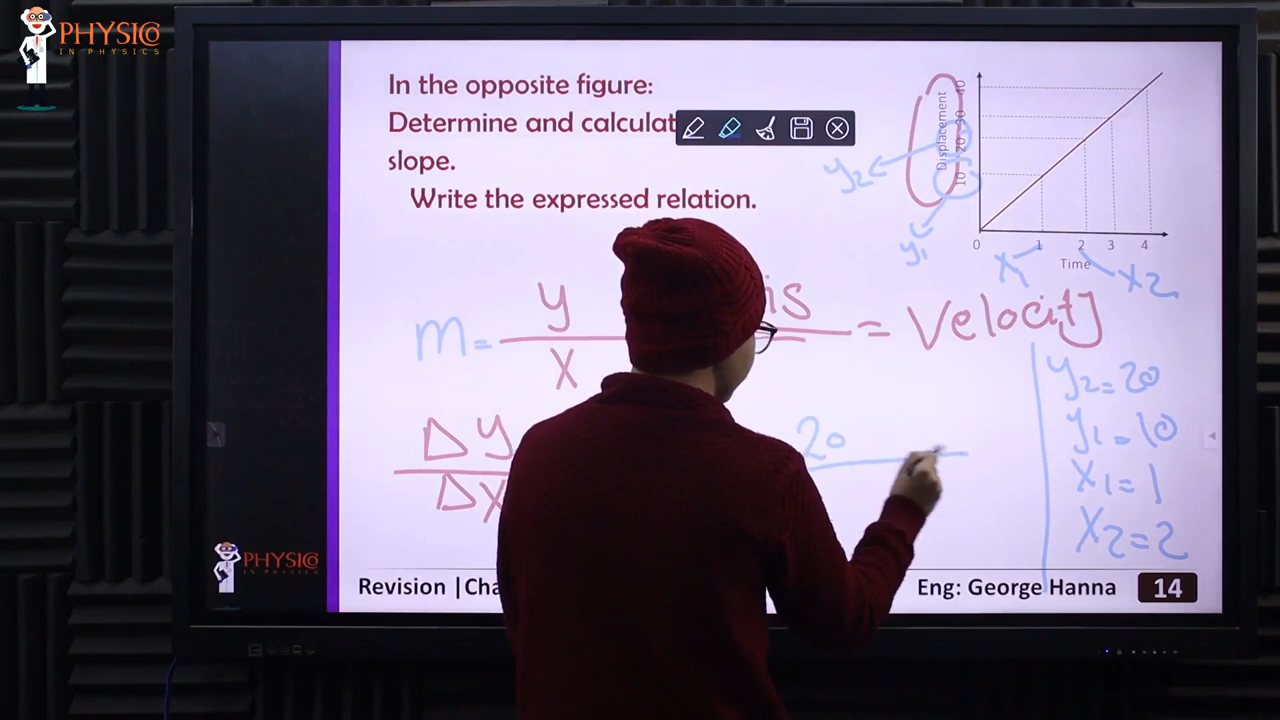 PHYSICO
IN PHYSICS
In the opposite figure:
Determine and calculat
slope.
Write the expressed relation.
Displacement
40
30
20
10
0 1 2 3 4
Time
y2
y1
X1
X2
m = y
X
is
= Velocity
Δy
Δx
20
y2=20
y1=10
X1=1
X2=2
PHYSICO
IN PHYSICS
Revision |Cha
Eng: George Hanna
14